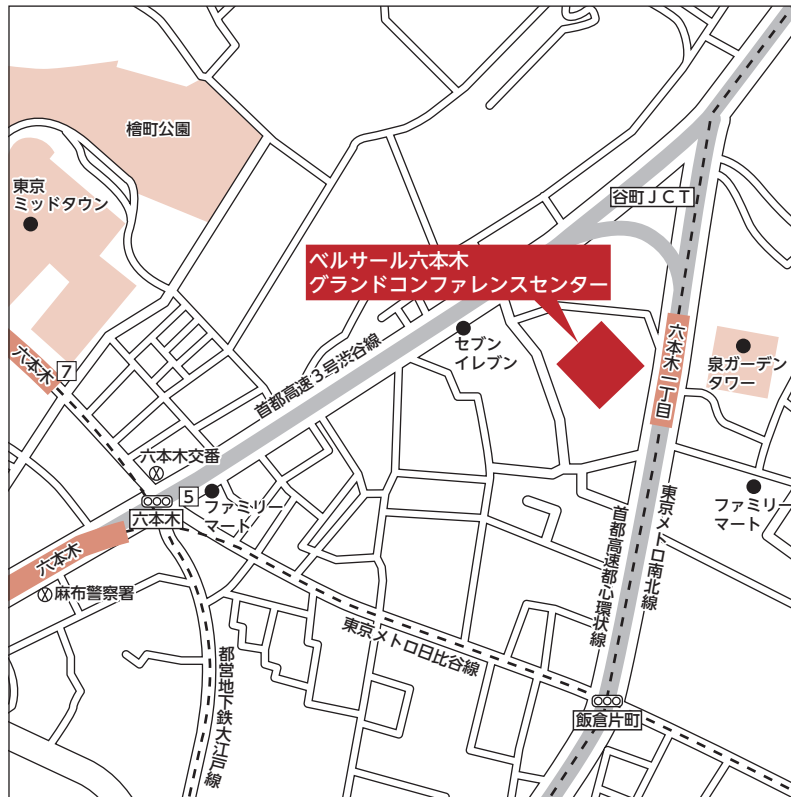 檜町公園
東京
ミッドタウン
谷町JCT
ベルサール六本木
グランドコンファレンスセンター
六本木
7
首都高速3号渋谷線
セブン
イレブン
六本木一丁目
泉ガーデン
タワー
六本木交番
5
ファミリー
マート
六本木
六本木
麻布警察署
ファミリー
マート
東京メトロ南北線
首都高速都心環状線
東京メトロ日比谷線
都営地下鉄大江戸線
飯倉片町